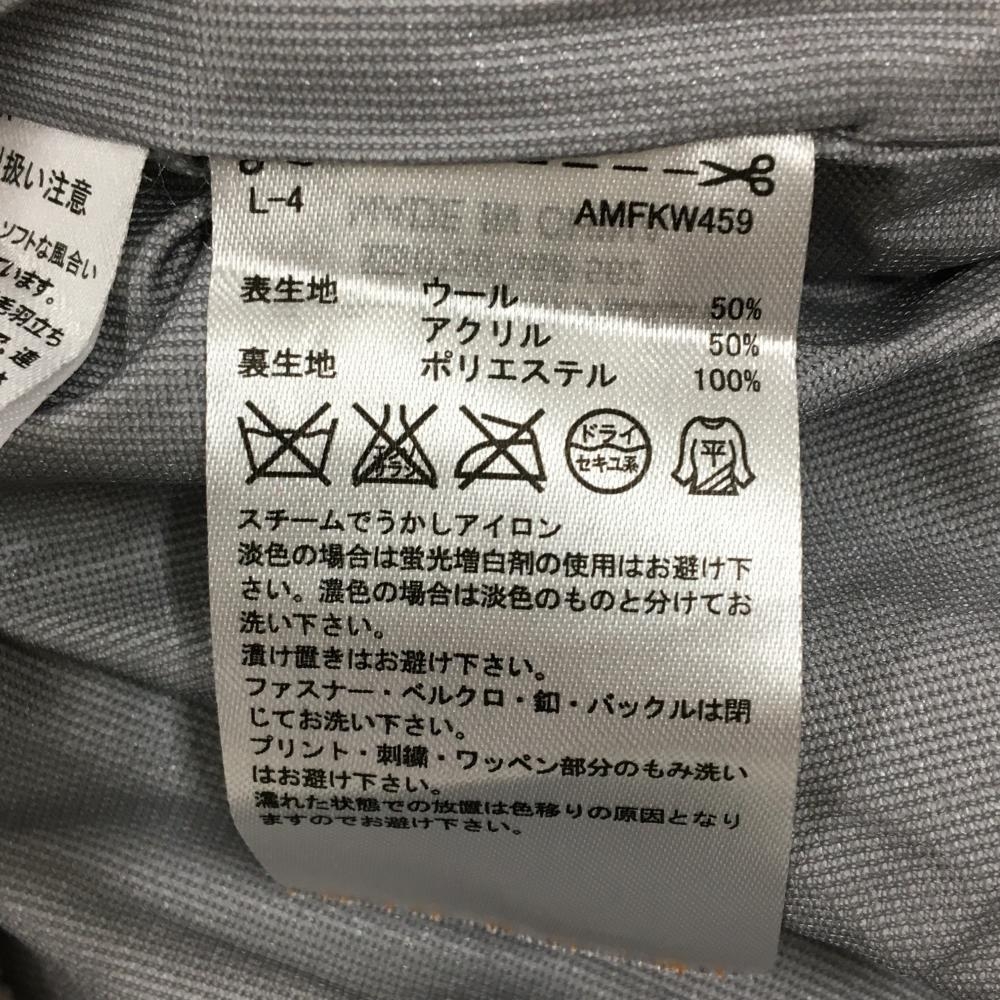 り扱い注意
ソフトな風合い
います。
毛羽立ち
L-4
AMFKW459
表生地 ウール 50%
アクリル 50%
裏生地 ポリエステル 100%
ドライ
セキユ系
平
スチームでうかしアイロン
淡色の場合は蛍光増白剤の使用はお避け下
さい。濃色の場合は淡色のものと分けてお
洗い下さい。
漬け置きはお避け下さい。
ファスナー・ベルクロ・釦・バックルは閉
じてお洗い下さい。
プリント・刺繍・ワッペン部分のもみ洗い
はお避け下さい。
濡れた状態での放置は色移りの原因となり
ますのでお避け下さい。